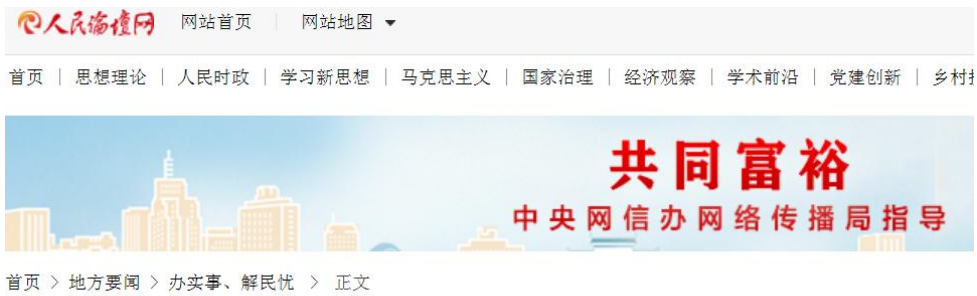 人民论坛网 网站首页 网站地图
首页 | 思想理论 | 人民时政 | 学习新思想 | 马克思主义 | 国家治理 | 经济观察 | 学术前沿 | 党建创新 | 乡村
共同富裕
中央网信办网络传播局指导
首页 > 地方要闻 > 办实事、解民忧 > 正文